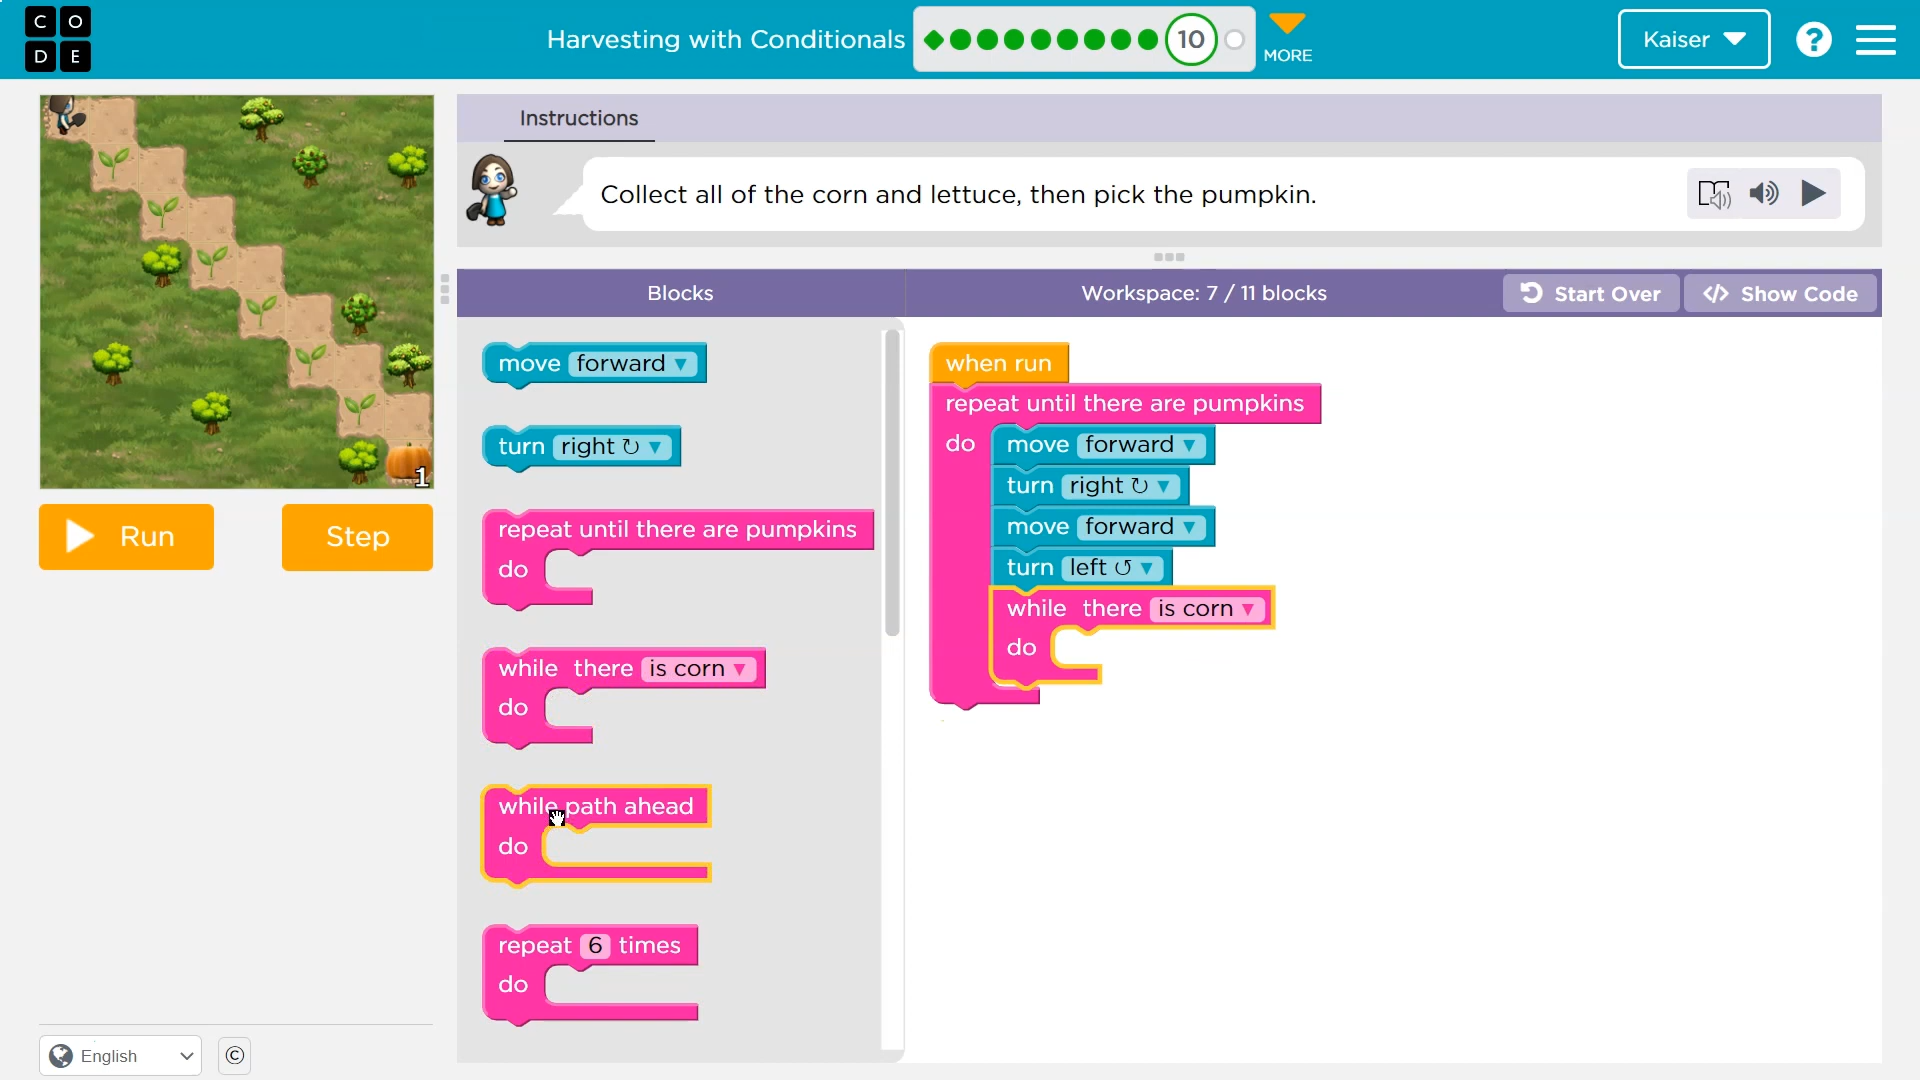 C O
D E
Harvesting with Conditionals
10
MORE
Kaiser
?
Instructions
Collect all of the corn and lettuce, then pick the pumpkin.
Blocks
Workspace: 7 / 11 blocks
Start Over
</> Show Code
1
Run
Step
move forward ▼
turn right ↻ ▼
repeat until there are pumpkins
do
while there is corn ▼
do
while path ahead
do
repeat 6 times
do
when run
repeat until there are pumpkins
do move forward ▼
turn right ↻ ▼
move forward ▼
turn left ↺ ▼
while there is corn ▼
do
English
©